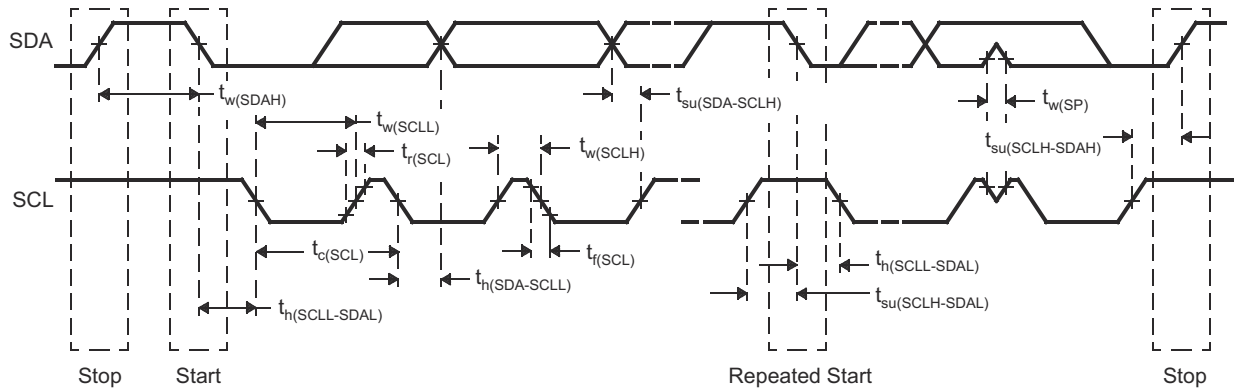 SDA
tw(SDAH)
tsu(SDA-SCLH)
tw(SP)
tw(SCLL)
tr(SCL)
tw(SCLH)
tsu(SCLH-SDAH)
SCL
tc(SCL)
tf(SCL)
th(SDA-SCLL)
th(SCLL-SDAL)
th(SCLL-SDAL)
tsu(SCLH-SDAL)
Stop
Start
Repeated Start
Stop